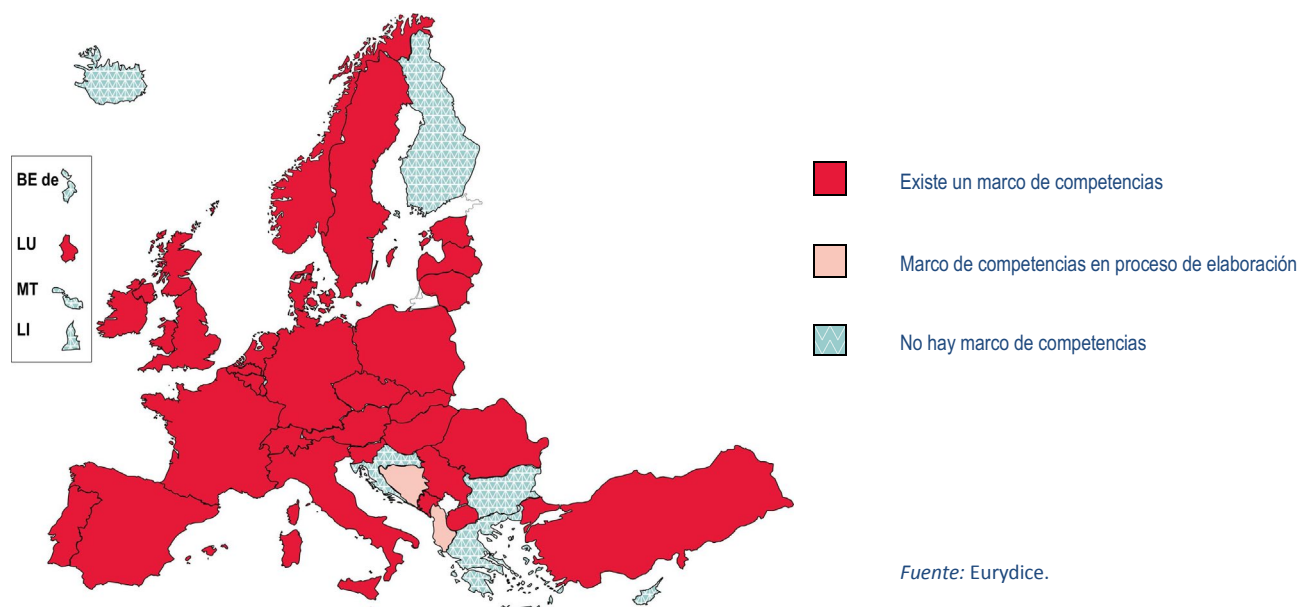 BE de
LU
MT
LI
Existe un marco de competencias
Marco de competencias en proceso de elaboración
No hay marco de competencias
Fuente: Eurydice.